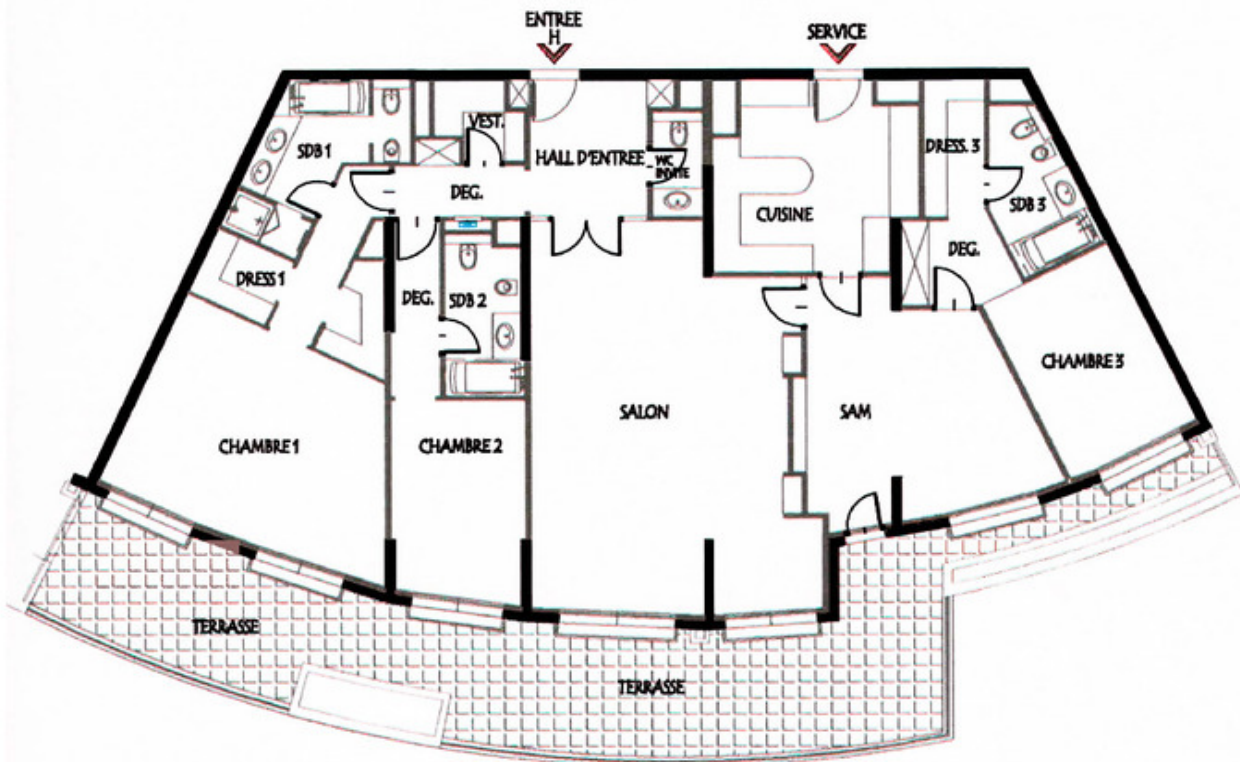 ENTREE
H
SERVICE
VEST.
SDB 1
HALL D'ENTREE
WC
INVITE
DRESS. 3
DEG.
CUISINE
SDB 3
DRESS 1
DEG.
SDB 2
DEG.
CHAMBRE 3
CHAMBRE 1
CHAMBRE 2
SALON
SAM
TERRASSE
TERRASSE